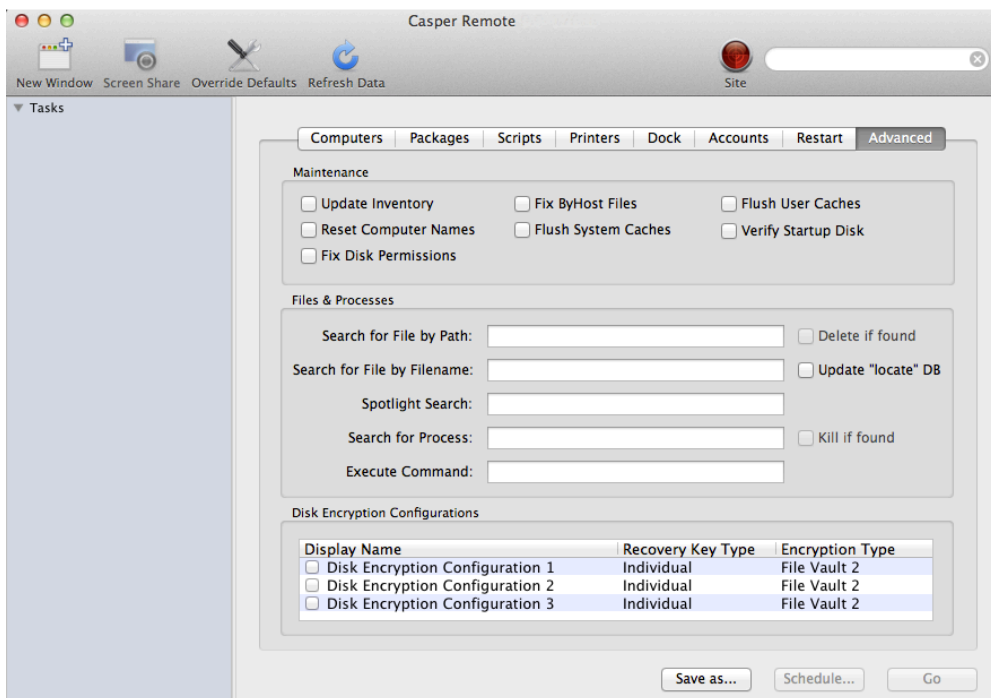 Casper Remote
New Window Screen Share Override Defaults Refresh Data Site
Tasks
Computers Packages Scripts Printers Dock Accounts Restart Advanced
Maintenance
Update Inventory Fix ByHost Files Flush User Caches
Reset Computer Names Flush System Caches Verify Startup Disk
Fix Disk Permissions
Files & Processes
Search for File by Path: Delete if found
Search for File by Filename: Update "locate" DB
Spotlight Search:
Search for Process: Kill if found
Execute Command:
Disk Encryption Configurations
Display Name Recovery Key Type Encryption Type
Disk Encryption Configuration 1 Individual File Vault 2
Disk Encryption Configuration 2 Individual File Vault 2
Disk Encryption Configuration 3 Individual File Vault 2
Save as... Schedule... Go